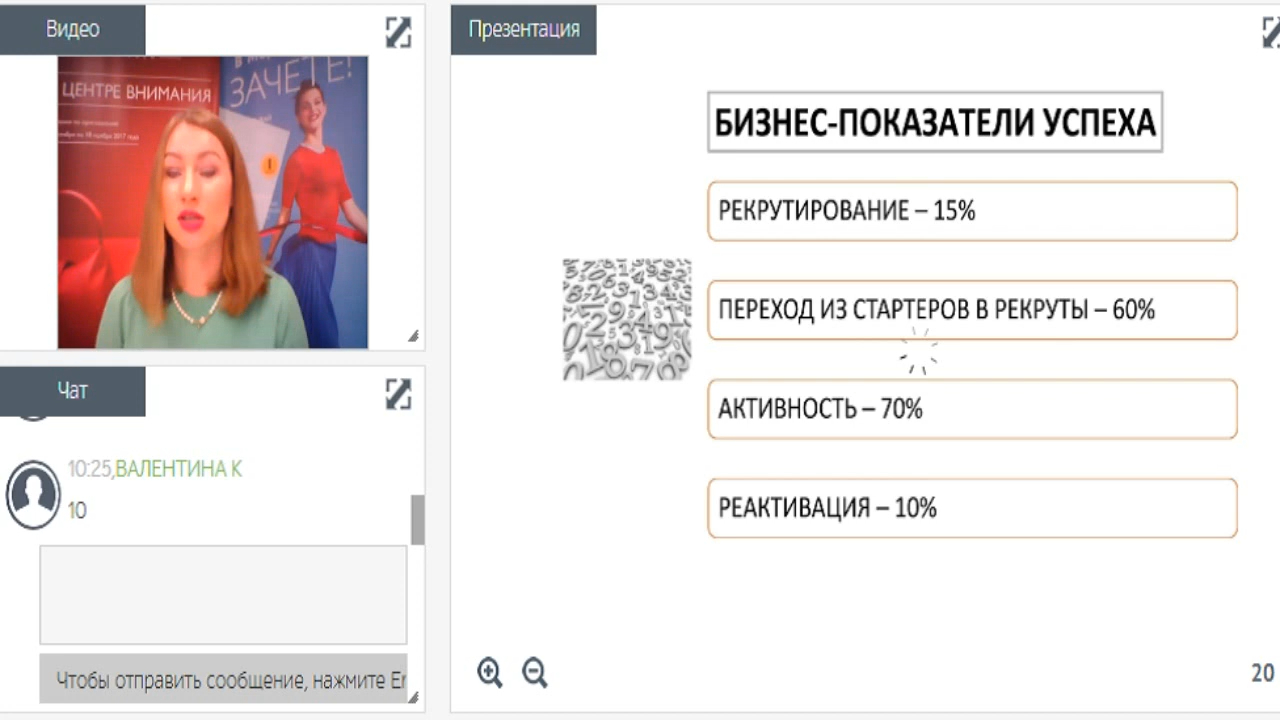 Видео
В ЗАЧЕТЕ!
ЦЕНТРЕ ВНИМАНИЯ
Чат
10:25,ВАЛЕНТИНА К
10
Чтобы отправить сообщение, нажмите En
Презентация
БИЗНЕС-ПОКАЗАТЕЛИ УСПЕХА
РЕКРУТИРОВАНИЕ – 15%
ПЕРЕХОД ИЗ СТАРТЕРОВ В РЕКРУТЫ – 60%
АКТИВНОСТЬ – 70%
РЕАКТИВАЦИЯ – 10%
20